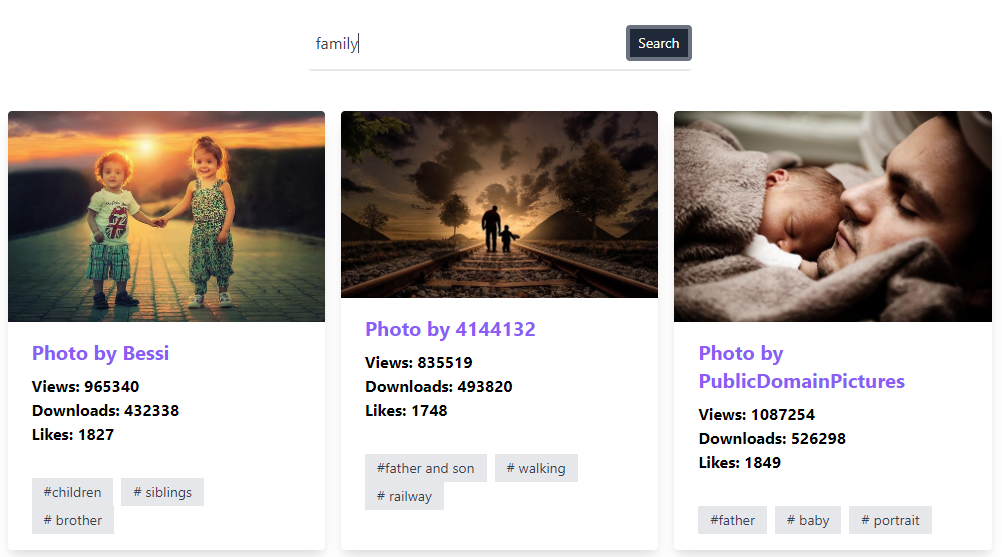 family
Search
Photo by Bessi
Views: 965340
Downloads: 432338
Likes: 1827
#children
# siblings
# brother
Photo by 4144132
Views: 835519
Downloads: 493820
Likes: 1748
#father and son
# walking
# railway
Photo by
PublicDomainPictures
Views: 1087254
Downloads: 526298
Likes: 1849
#father
# baby
# portrait